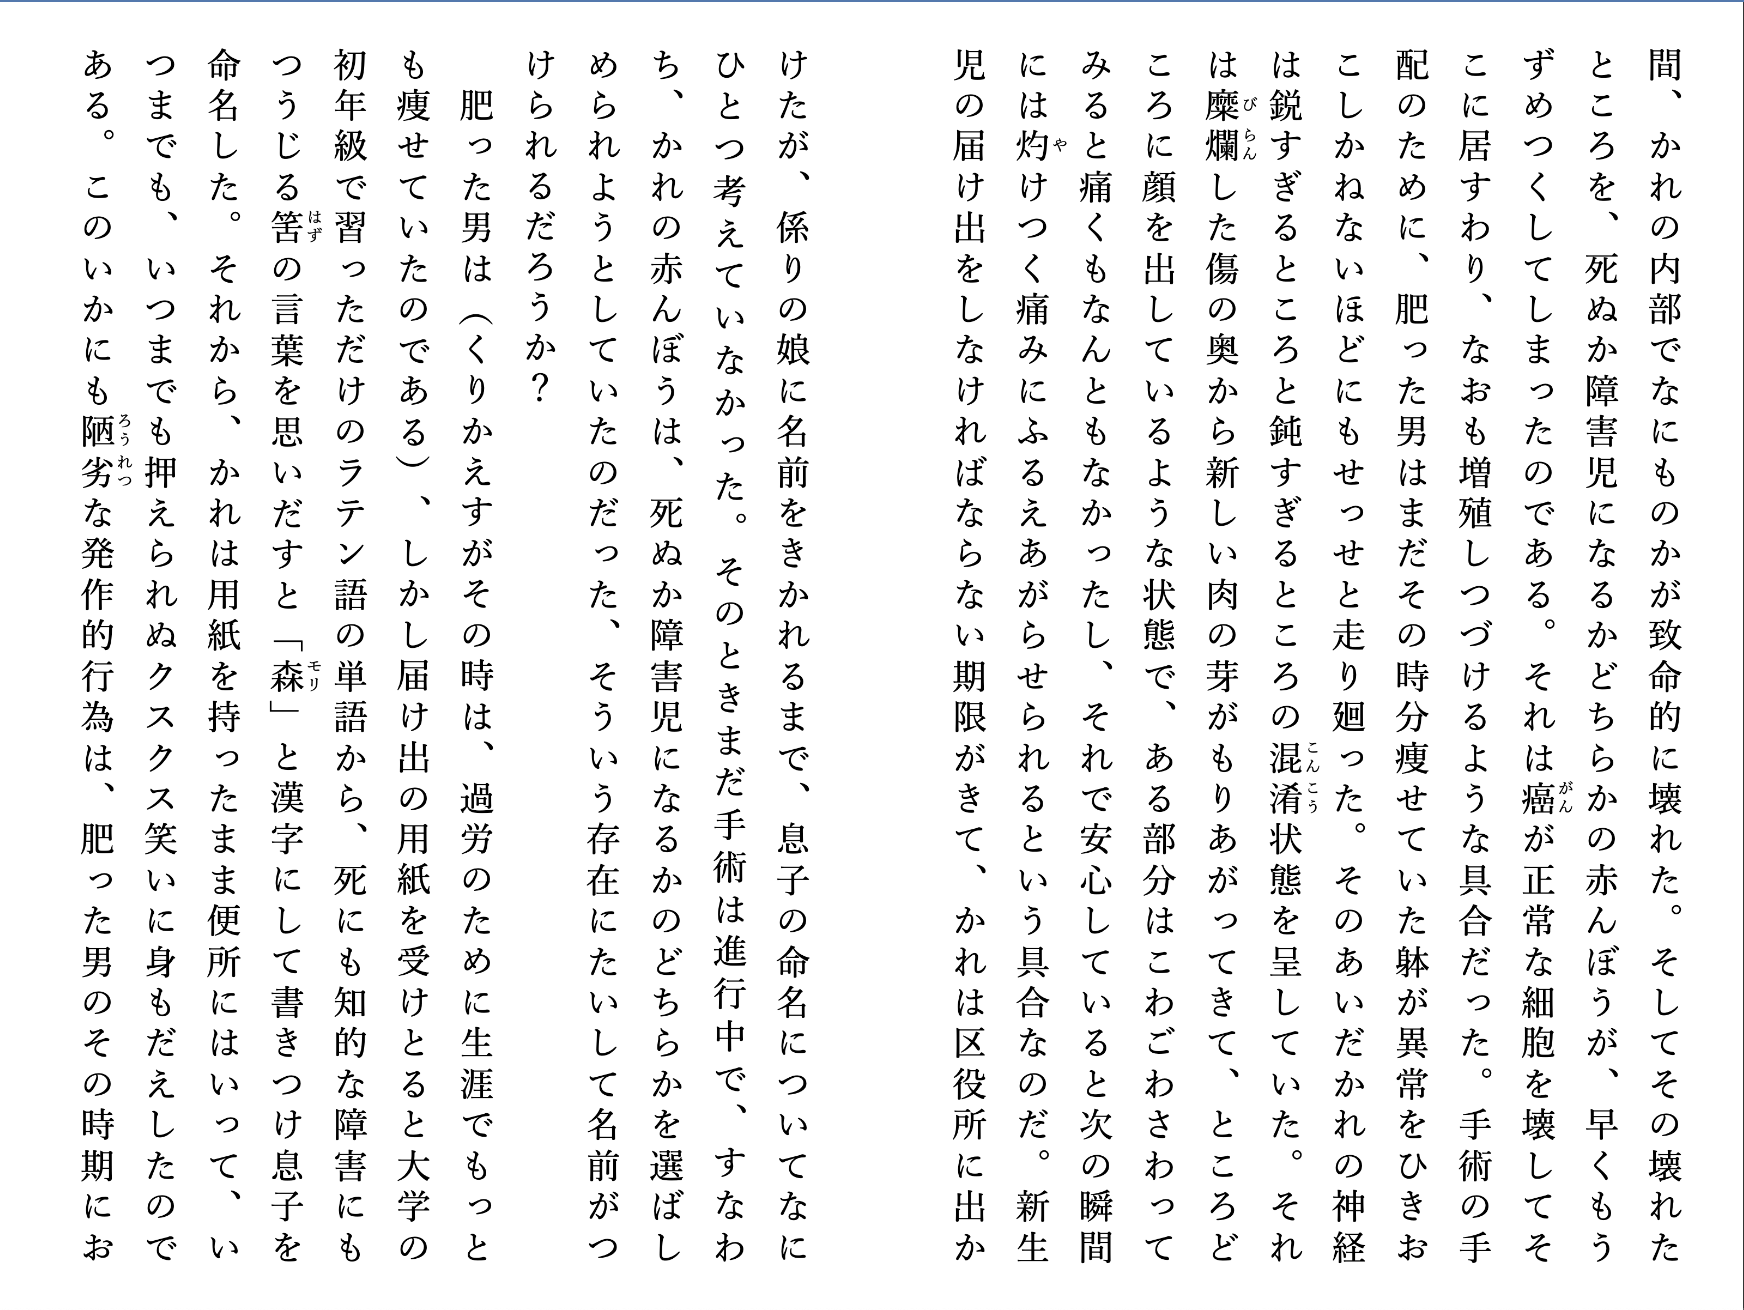 間、かれの内部でなにものかが致命的に壊れた。そしてその壊れた
ところを、死ぬか障害児になるかどちらかの赤んぼうが、早くもう
ずめつくしてしまったのである。それは癌がんが正常な細胞を壊してそ
こに居すわり、なおも増殖しつづけるような具合だった。手術の手
配のために、肥った男はまだその時分痩せていた躰が異常をひきお
こしかねないほどにもせっせと走り廻った。そのあいだかれの神経
は鋭すぎるところと鈍すぎるところの混淆こんこう状態を呈していた。それ
は糜爛びらんした傷の奥から新しい肉の芽がもりあがってきて、ところど
ころに顔を出しているような状態で、ある部分はこわごわさわって
みると痛くもなんともなかったし、それで安心していると次の瞬間
には灼やけつく痛みにふるえあがらせられるという具合なのだ。新生
児の届け出をしなければならない期限がきて、かれは区役所に出か
けたが、係りの娘に名前をきかれるまで、息子の命名についてなに
ひとつ考えていなかった。そのときまだ手術は進行中で、すなわ
ち、かれの赤んぼうは、死ぬか障害児になるかのどちらかを選ばし
められようとしていたのだった、そういう存在にたいして名前がつ
けられるだろうか？
　肥った男は（くりかえすがその時は、過労のために生涯でもっと
も痩せていたのである）、しかし届け出の用紙を受けとると大学の
初年級で習っただけのラテン語の単語から、死にも知的な障害にも
つうじる筈はずの言葉を思いだすと「森モリ」と漢字にして書きつけ息子を
命名した。それから、かれは用紙を持ったまま便所にはいって、い
つまでも、いつまでも押えられぬクスクス笑いに身もだえしたので
ある。このいかにも陋劣ろうれつな発作的行為は、肥った男のその時期にお